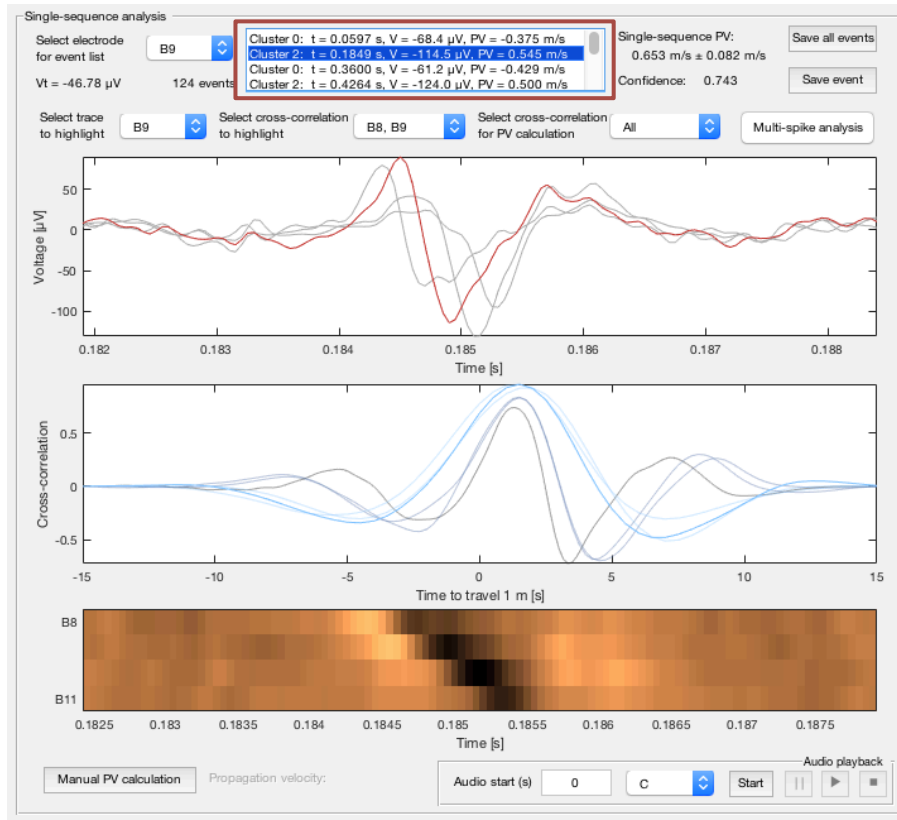 Single-sequence analysis
Select electrode
for event list
B9
Vt = -46.78 µV
124 events
Cluster 0: t = 0.0597 s, V = -68.4 µV, PV = -0.375 m/s
Cluster 2: t = 0.1849 s, V = -114.5 µV, PV = 0.545 m/s
Cluster 0: t = 0.3600 s, V = -61.2 µV, PV = -0.429 m/s
Cluster 2: t = 0.4264 s, V = -124.0 µV, PV = 0.500 m/s
Single-sequence PV:
0.653 m/s ± 0.082 m/s
Confidence: 0.743
Save all events
Save event
Select trace
to highlight
B9
Select cross-correlation
to highlight
B8, B9
Select cross-correlation
for PV calculation
All
Multi-spike analysis
50
0
-50
-100
Voltage [µV]
0.182 0.183 0.184 0.185 0.186 0.187 0.188
Time [s]
0.5
0
-0.5
Cross-correlation
-15 -10 -5 0 5 10 15
Time to travel 1 m [s]
B8
B11
0.1825 0.183 0.1835 0.184 0.1845 0.185 0.1855 0.186 0.1865 0.187 0.1875
Time [s]
Manual PV calculation
Propagation velocity:
Audio playback
Audio start (s)
0
C
Start